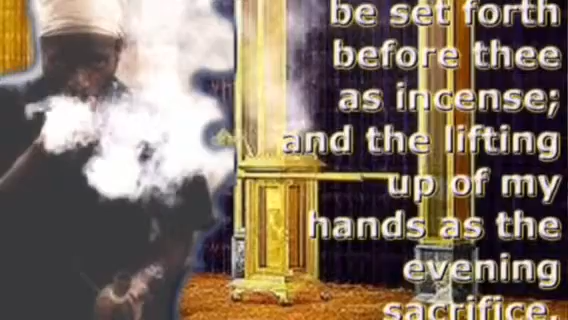 be set forth
before thee
as incense;
and the lifting
up of my
hands as the
evening
sacrifice.